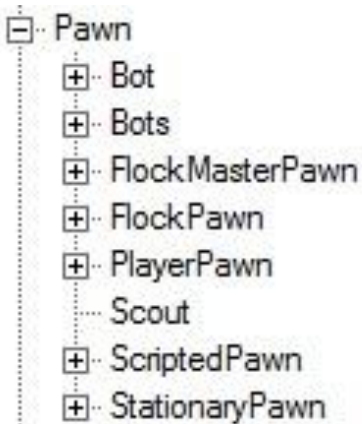 Pawn
Bot
Bots
FlockMasterPawn
FlockPawn
PlayerPawn
Scout
ScriptedPawn
StationaryPawn